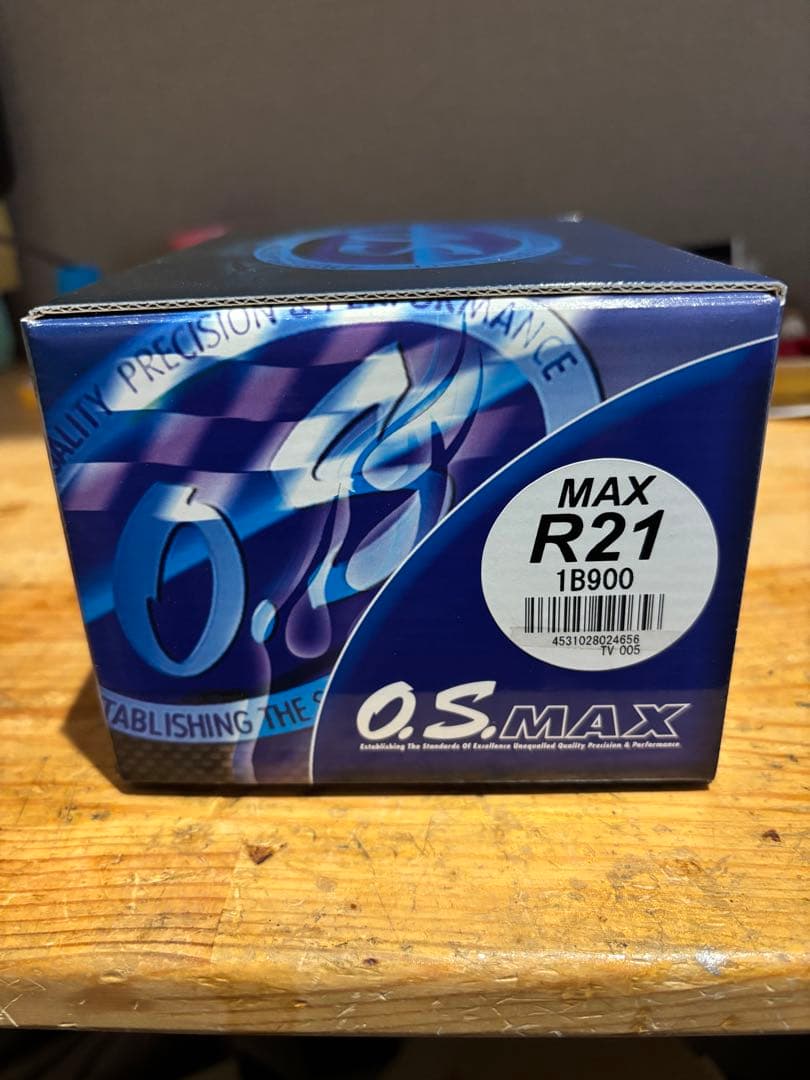 ALITY PRECISION & PERFORMANCE
O.S.
TABLISHING THE S
MAX
R21
1B900
4531028024656
TV 005
O.S.MAX
Establishing The Standards Of Excellence Unequalled Quality Precision & Performance